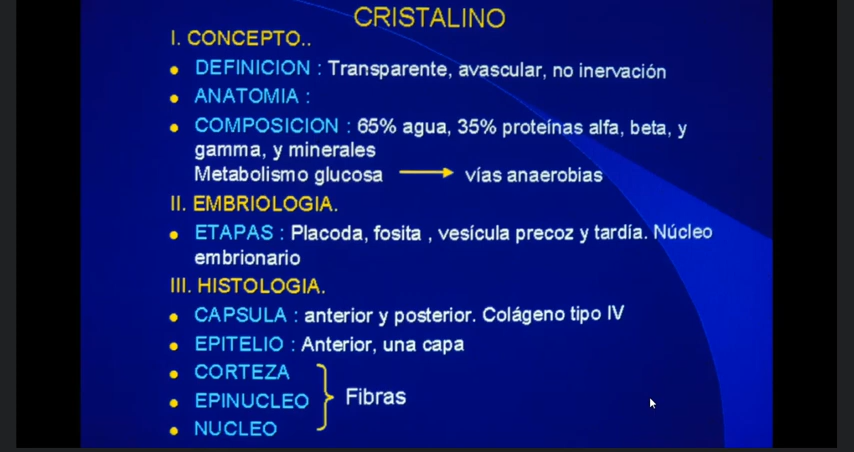 CRISTALINO
I. CONCEPTO..
• DEFINICION : Transparente, avascular, no inervación
• ANATOMIA :
• COMPOSICION : 65% agua, 35% proteínas alfa, beta, y
gamma, y minerales
Metabolismo glucosa → vías anaerobias
II. EMBRIOLOGIA.
• ETAPAS : Placoda, fosita , vesícula precoz y tardía. Núcleo
embrionario
III. HISTOLOGIA.
• CAPSULA : anterior y posterior. Colágeno tipo IV
• EPITELIO : Anterior, una capa
• CORTEZA
• EPINUCLEO
• NUCLEO
Fibras